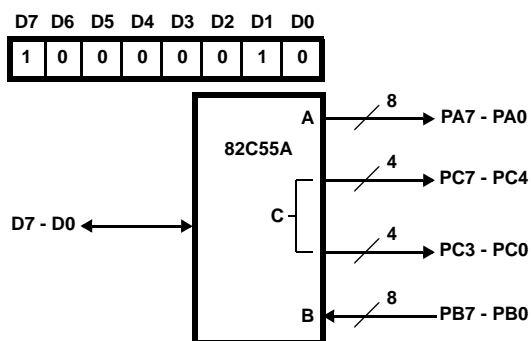 D7 D6 D5 D4 D3 D2 D1 D0
1 0 0 0 0 0 1 0
82C55A
A
8
PA7 - PA0
4
PC7 - PC4
C
D7 - D0
4
PC3 - PC0
B
8
PB7 - PB0